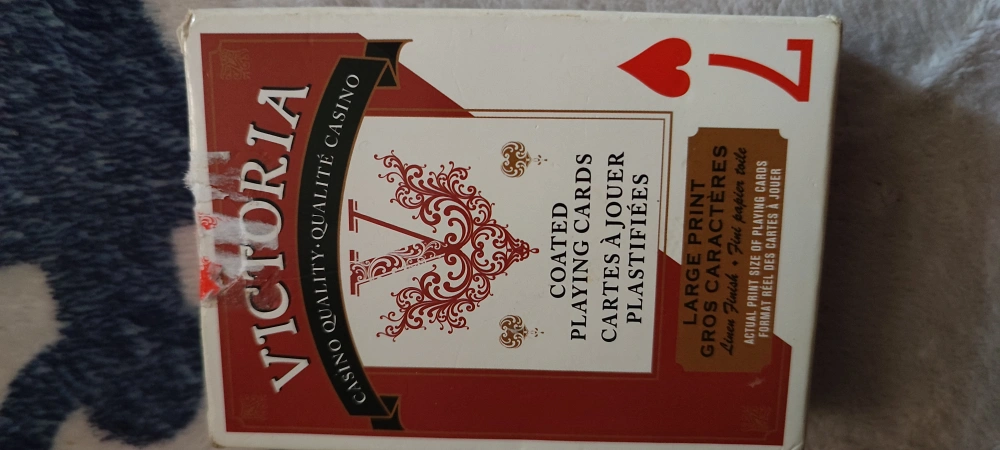 VICTORIA
CASINO QUALITY · QUALITÉ CASINO
V
COATED
PLAYING CARDS
CARTES À JOUER
PLASTIFIÉES
7
LARGE PRINT
GROS CARACTÈRES
Linen Finish • Fini papier toile
ACTUAL PRINT SIZE OF PLAYING CARDS
FORMAT RÉEL DES CARTES À JOUER